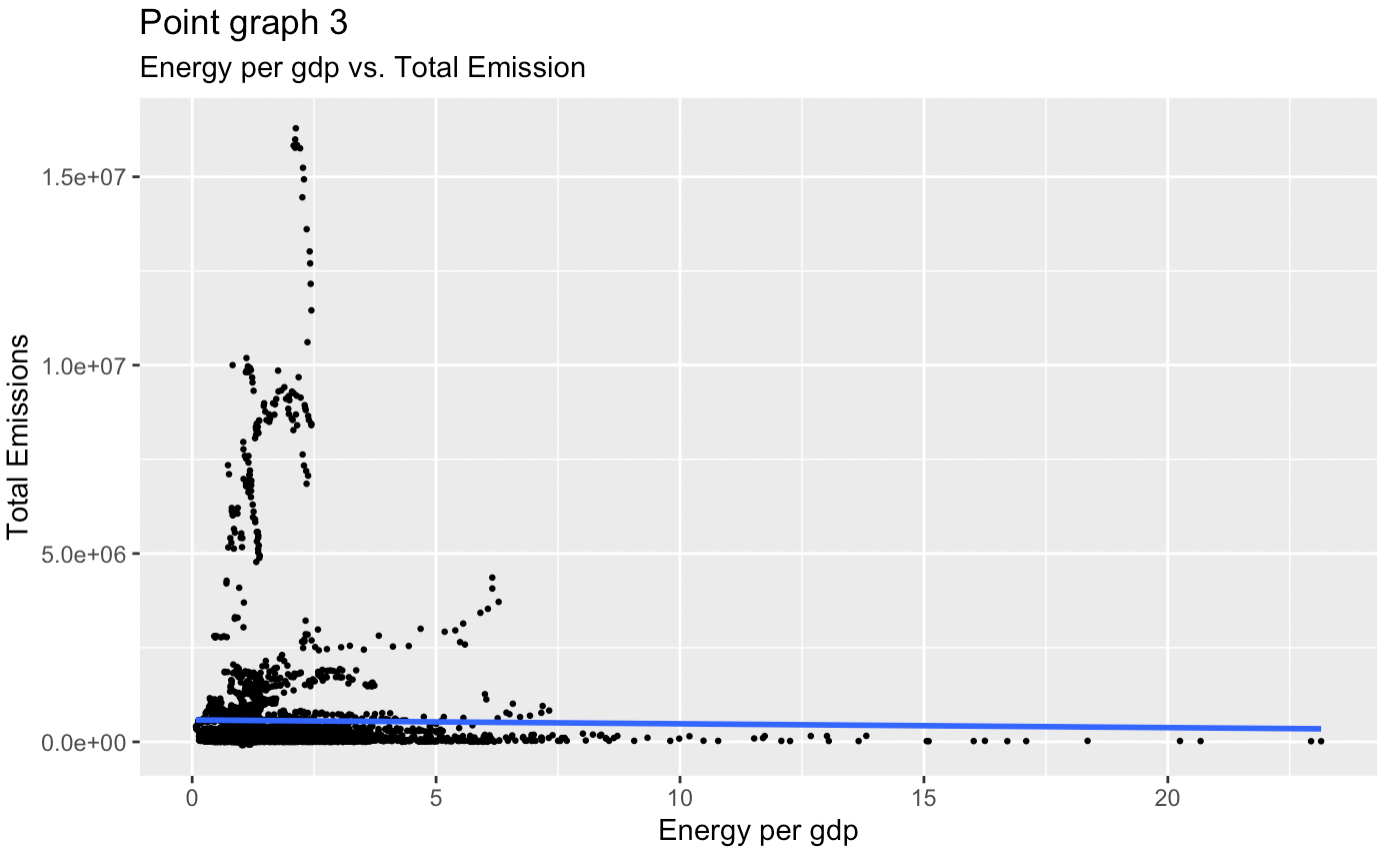 Point graph 3
Energy per gdp vs. Total Emission
Total Emissions
1.5e+07
1.0e+07
5.0e+06
0.0e+00
0 5 10 15 20
Energy per gdp